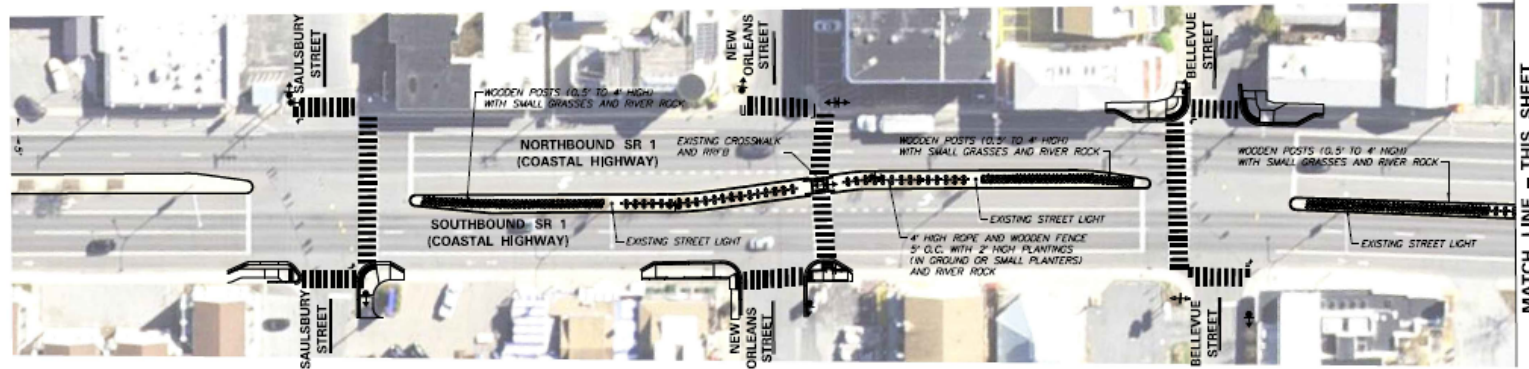 SAULSBURY
STREET
NEW
ORLEANS
STREET
BELLEVUE
STREET
WOODEN POSTS (0.5' TO 4' HIGH)
WITH SMALL GRASSES AND RIVER ROCK
NORTHBOUND SR 1
(COASTAL HIGHWAY)
EXISTING CROSSWALK
AND RRFB
WOODEN POSTS (0.5' TO 4' HIGH)
WITH SMALL GRASSES AND RIVER ROCK
WOODEN POSTS (0.5' TO 4' HIGH)
WITH SMALL GRASSES AND RIVER ROCK
SOUTHBOUND SR 1
(COASTAL HIGHWAY)
EXISTING STREET LIGHT
EXISTING STREET LIGHT
4' HIGH ROPE AND WOODEN FENCE
5' O.C. WITH 2' HIGH PLANTINGS
(IN GROUND OR SMALL PLANTERS)
AND RIVER ROCK
EXISTING STREET LIGHT
SAULSBURY
STREET
NEW
ORLEANS
STREET
BELLEVUE
STREET
MATCH LINE - THIS SHEET